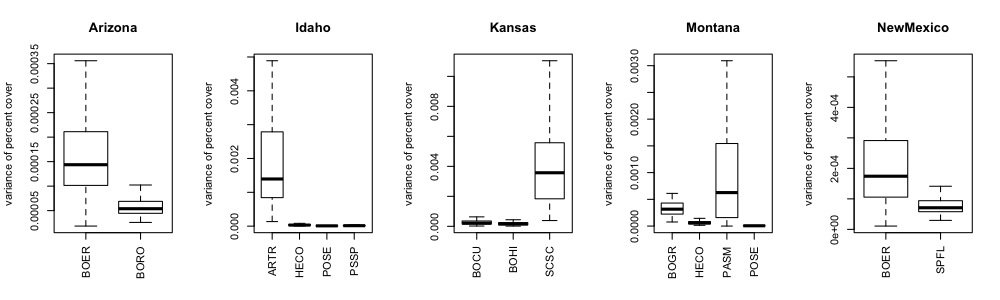 Arizona
variance of percent cover
0.00005
0.00015
0.00025
0.00035
BOER
BORO
Idaho
variance of percent cover
0.000
0.002
0.004
ARTR
HECO
POSE
PSSP
Kansas
variance of percent cover
0.000
0.004
0.008
BOCU
BOHI
SCSC
Montana
variance of percent cover
0.0000
0.0010
0.0020
0.0030
BOGR
HECO
PASM
POSE
NewMexico
variance of percent cover
0e+00
2e-04
4e-04
BOER
SPFL